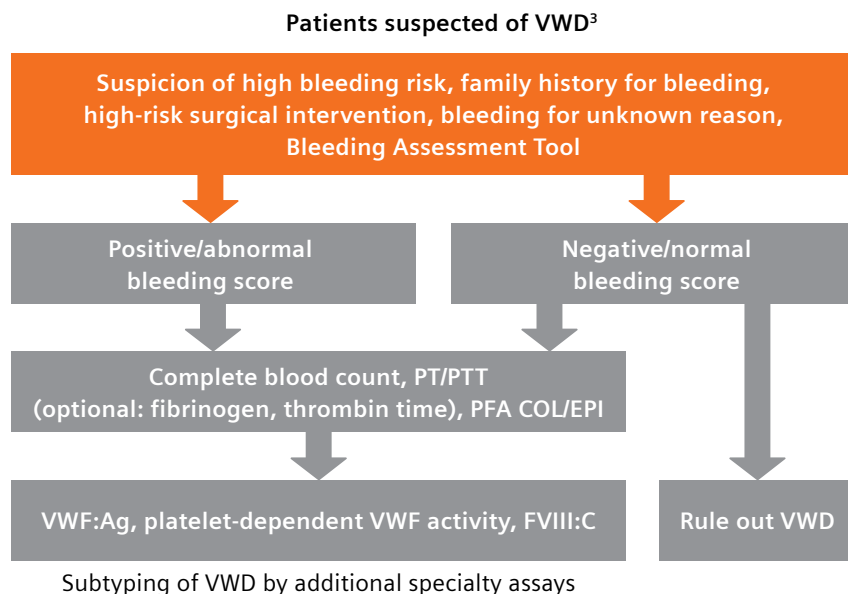 Patients suspected of VWD³
Suspicion of high bleeding risk, family history for bleeding,
high-risk surgical intervention, bleeding for unknown reason,
Bleeding Assessment Tool
Positive/abnormal
bleeding score
Negative/normal
bleeding score
Complete blood count, PT/PTT
(optional: fibrinogen, thrombin time), PFA COL/EPI
VWF:Ag, platelet-dependent VWF activity, FVIII:C
Rule out VWD
Subtyping of VWD by additional specialty assays